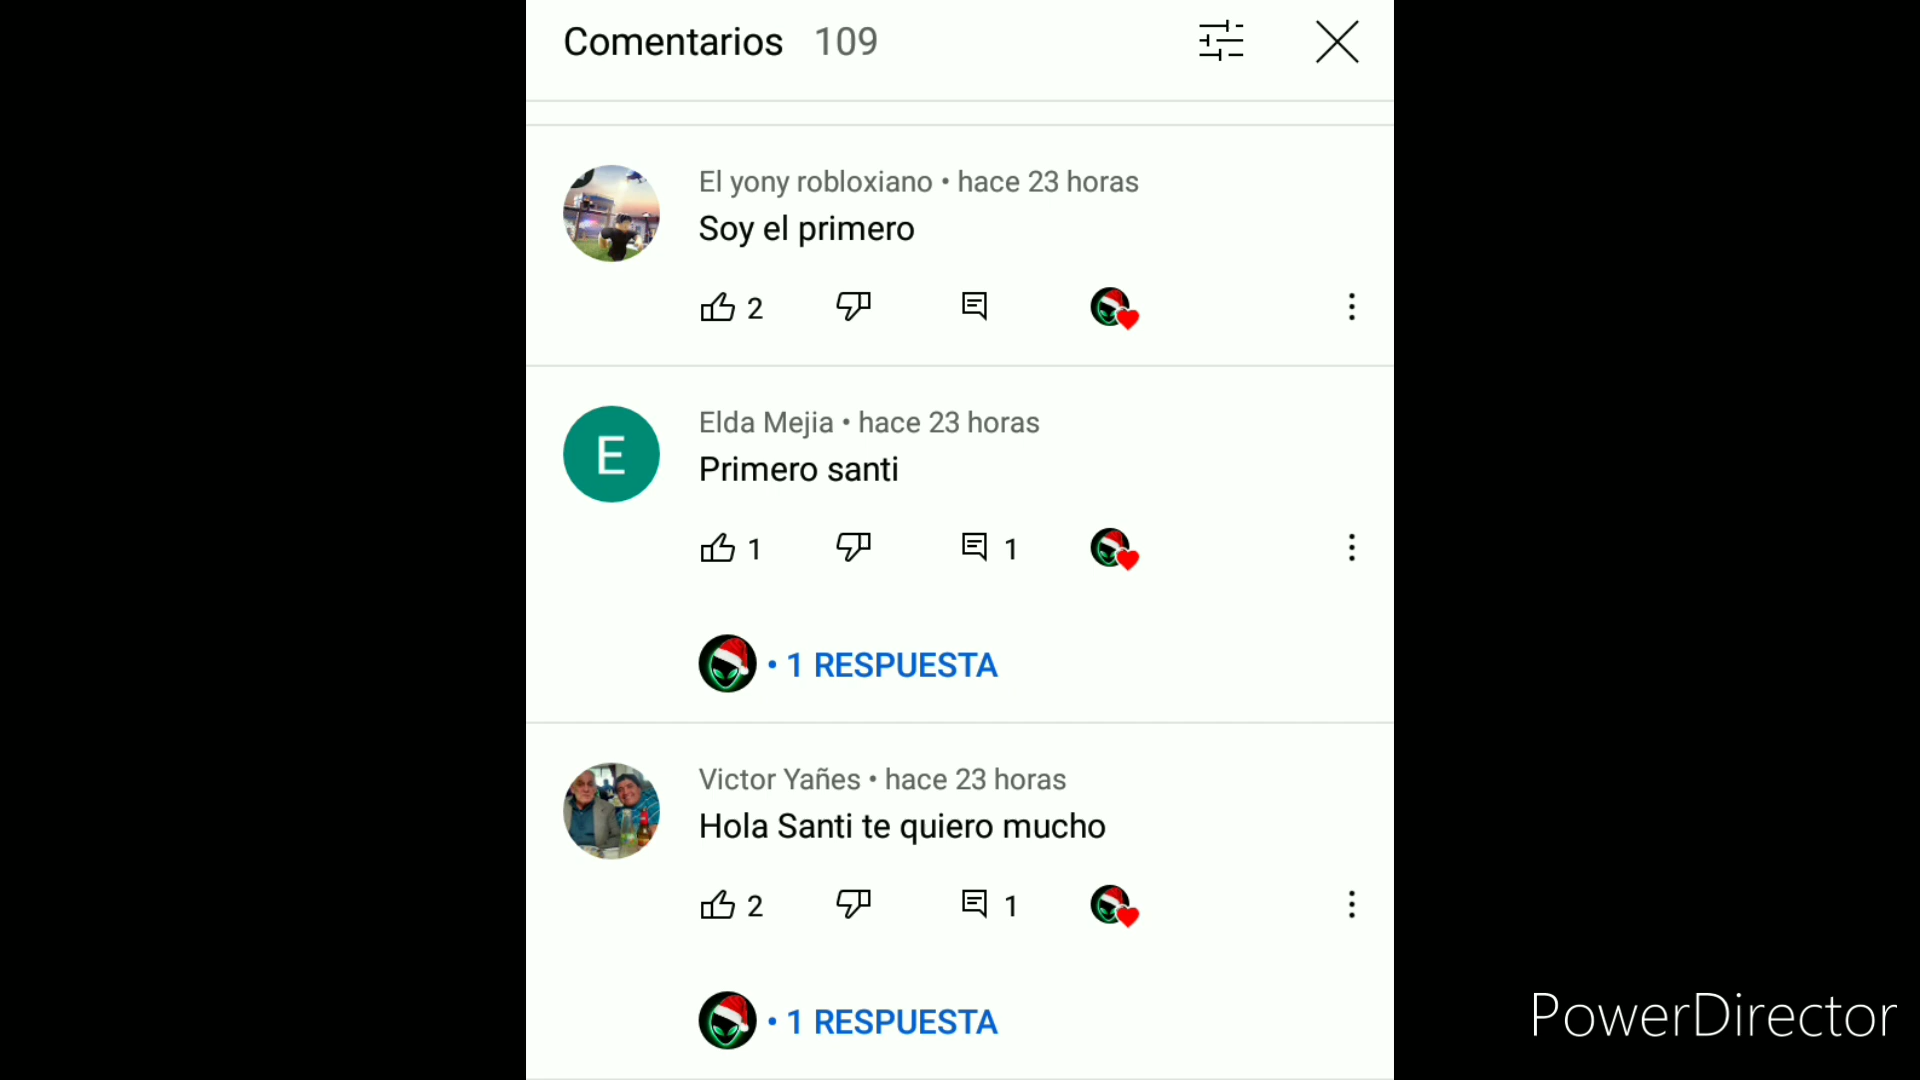 Comentarios 109
El yony robloxiano • hace 23 horas
Soy el primero
2
E
Elda Mejia • hace 23 horas
Primero santi
1 1
• 1 RESPUESTA
Victor Yañes • hace 23 horas
Hola Santi te quiero mucho
2 1
• 1 RESPUESTA
PowerDirector